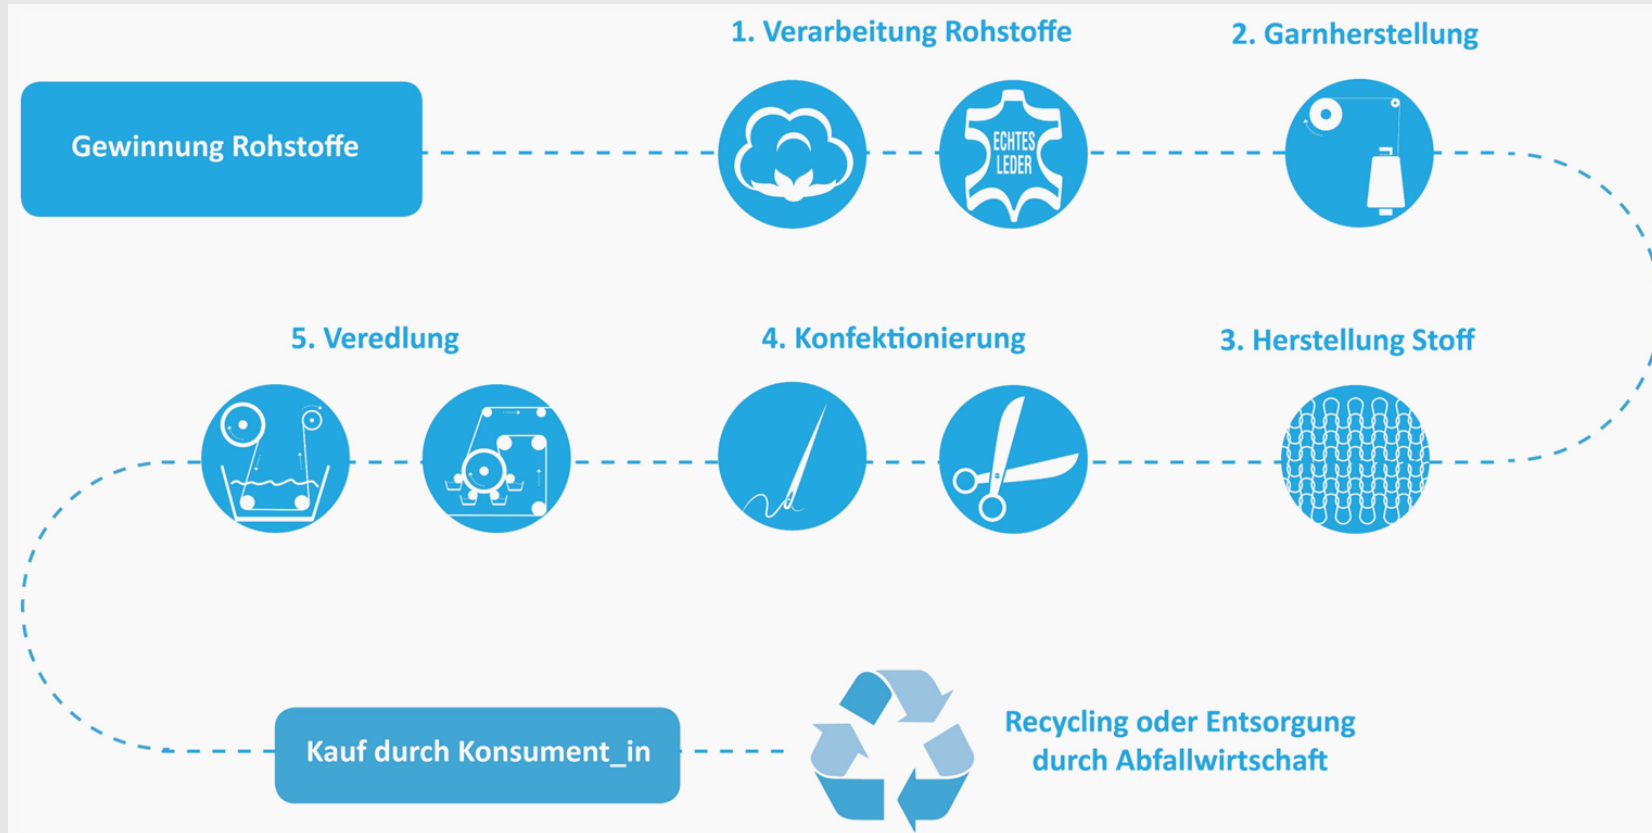 1. Verarbeitung Rohstoffe
2. Garnherstellung
Gewinnung Rohstoffe
ECHTES
LEDER
3. Herstellung Stoff
4. Konfektionierung
5. Veredlung
Kauf durch Konsument_in
Recycling oder Entsorgung
durch Abfallwirtschaft